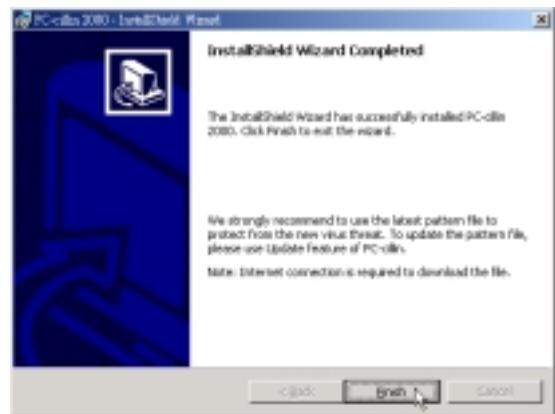 PC-cillin 2000 - InstallShield Wizard
InstallShield Wizard Completed
The InstallShield Wizard has successfully installed PC-cillin
2000. Click Finish to exit the wizard.
We strongly recommend to use the latest pattern file to
protect from the new virus threat. To update the pattern file,
please use Update feature of PC-cillin.
Note: Internet connection is required to download the file.
< Back
Finish
Cancel